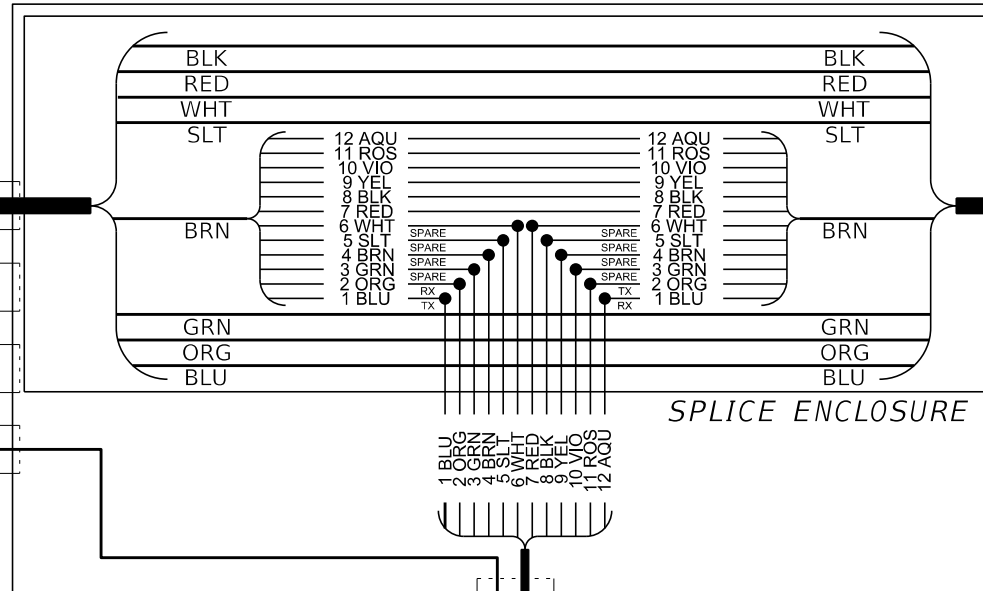 BLK BLK
RED RED
WHT WHT
SLT SLT
12 AQU 12 AQU
11 ROS 11 ROS
10 VIO 10 VIO
9 YEL 9 YEL
8 BLK 8 BLK
7 RED 7 RED
6 WHT 6 WHT
BRN SPARE SPARE BRN
5 SLT 5 SLT
SPARE SPARE
4 BRN 4 BRN
SPARE SPARE
3 GRN 3 GRN
SPARE SPARE
2 ORG 2 ORG
RX TX
1 BLU 1 BLU
TX RX
GRN GRN
ORG ORG
BLU BLU
SPLICE ENCLOSURE
1 BLU
2 ORG
3 GRN
4 BRN
5 SLT
6 WHT
7 RED
8 BLK
9 YEL
10 VIO
11 ROS
12 AQU